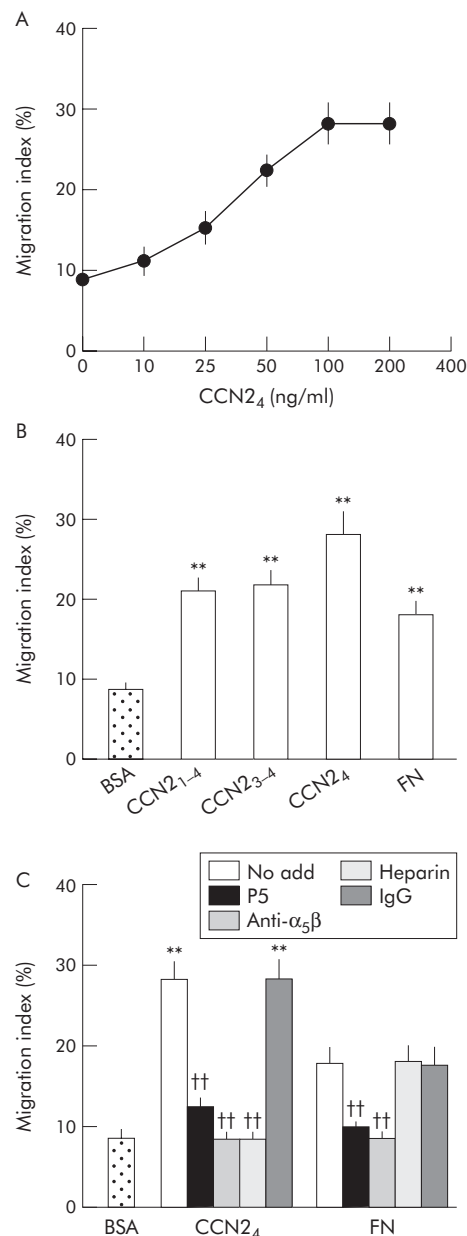 A
40
30
20
10
0
Migration index (%)
0 10 25 50 100 200 400
CCN2₄ (ng/ml)
B
40
30
20
10
0
Migration index (%)
** ** ** **
BSA CCN2₁₋₄ CCN2₃₋₄ CCN2₄ FN
C
No add Heparin
P5 IgG
Anti-α₅β
40
30
20
10
0
Migration index (%)
** **
†† †† †† †† ††
BSA CCN2₄ FN